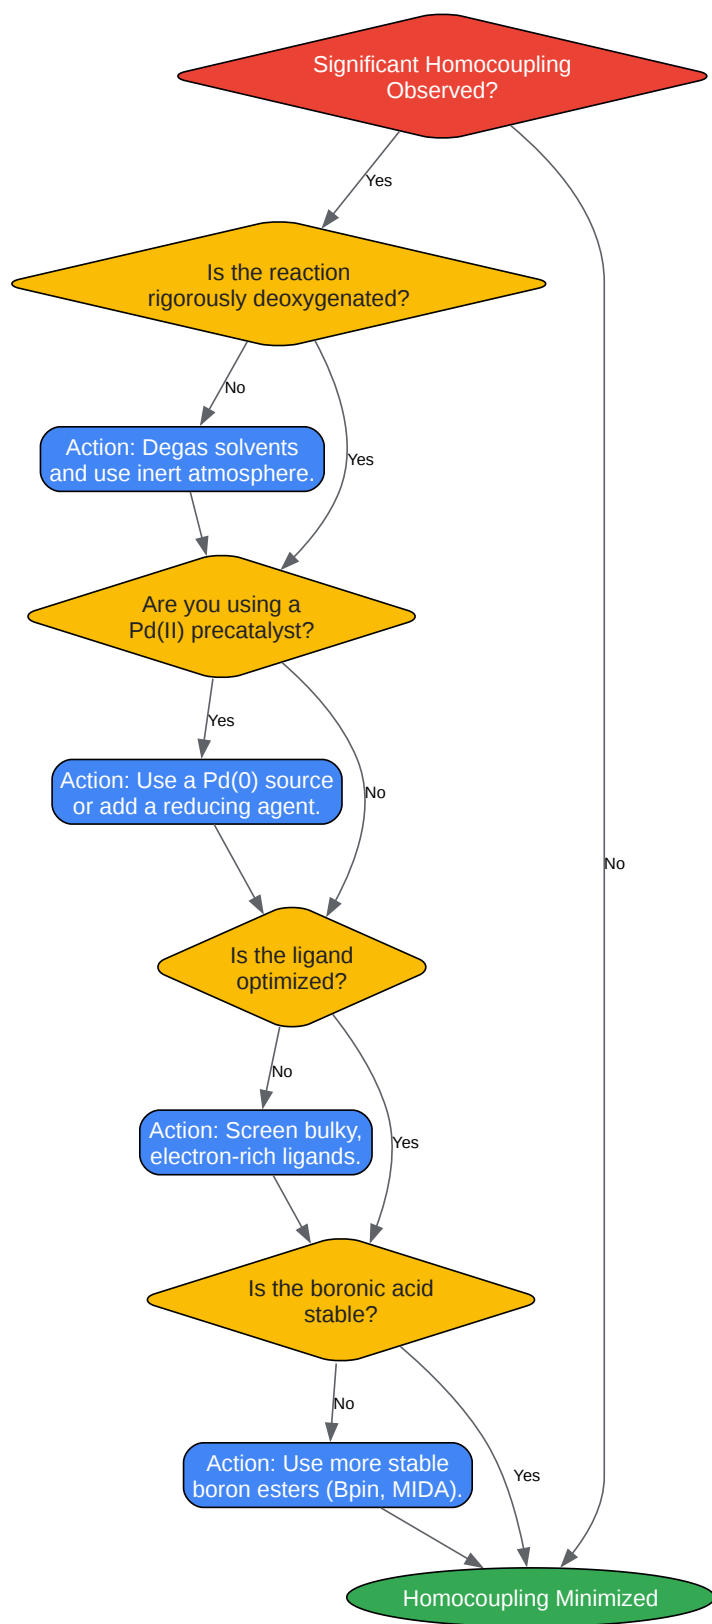 Significant Homocoupling
Observed?
Yes
Is the reaction
rigorously deoxygenated?
No
Action: Degas solvents
and use inert atmosphere.
Yes
Are you using a
Pd(II) precatalyst?
Yes
Action: Use a Pd(0) source
or add a reducing agent.
No
No
Is the ligand
optimized?
No
Action: Screen bulky,
electron-rich ligands.
Yes
Is the boronic acid
stable?
No
Action: Use more stable
boron esters (Bpin, MIDA).
Yes
Homocoupling Minimized